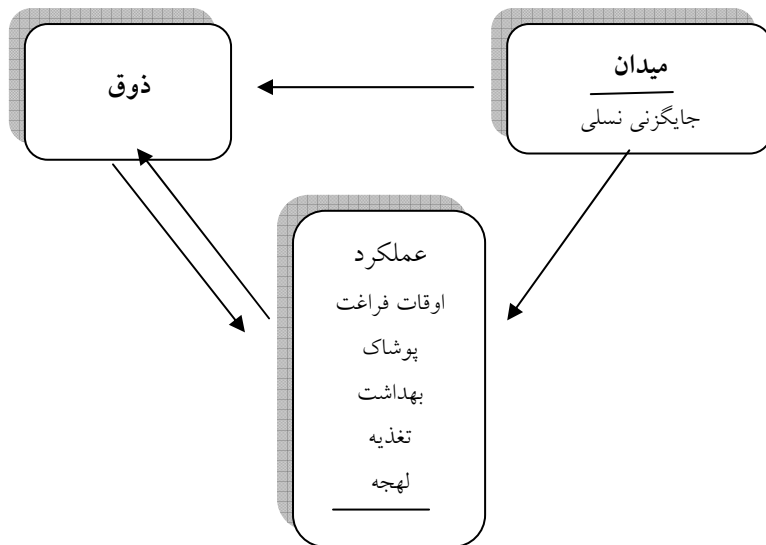 میدان
جایگزنی نسلی
ذوق
عملکرد
اوقات فراغت
پوشاک
بهداشت
تغذیه
لهجه